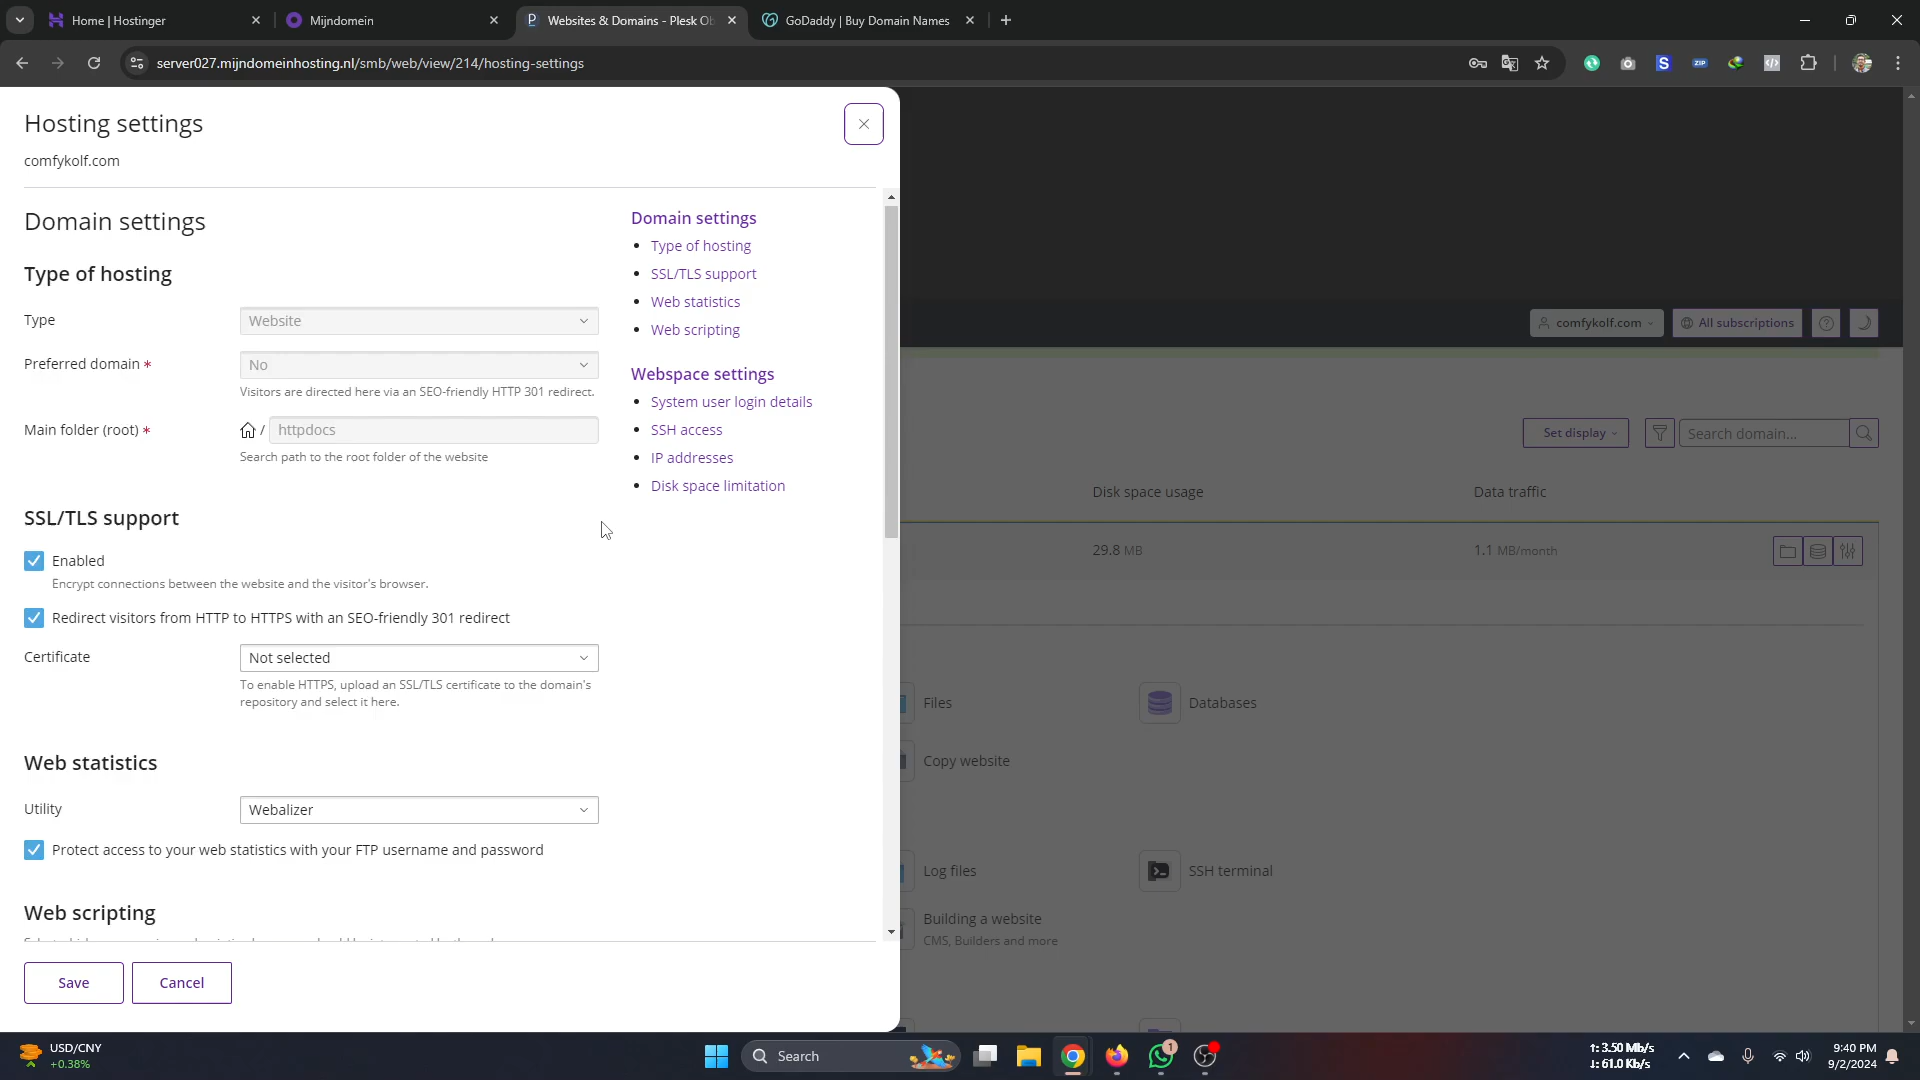 Home | Hostinger
Mijndomein
Websites & Domains - Plesk Ob
GoDaddy | Buy Domain Names
server027.mijndomeinhosting.nl/smb/web/view/214/hosting-settings
Hosting settings
comfykolf.com
Domain settings
Type of hosting
Type
Website
Preferred domain *
No
Visitors are directed here via an SEO-friendly HTTP 301 redirect.
Main folder (root) *
/ httpdocs
Search path to the root folder of the website
SSL/TLS support
Enabled
Encrypt connections between the website and the visitor's browser.
Redirect visitors from HTTP to HTTPS with an SEO-friendly 301 redirect
Certificate
Not selected
To enable HTTPS, upload an SSL/TLS certificate to the domain's
repository and select it here.
Web statistics
Utility
Webalizer
Protect access to your web statistics with your FTP username and password
Web scripting
Save
Cancel
Domain settings
Type of hosting
SSL/TLS support
Web statistics
Web scripting
Webspace settings
System user login details
SSH access
IP addresses
Disk space limitation
comfykolf.com
All subscriptions
Set display
Search domain...
Disk space usage
Data traffic
29.8 MB
1.1 MB/month
Files
Databases
Copy website
Log files
SSH terminal
Building a website
CMS, Builders and more
USD/CNY
+0.38%
Search
ZIP
1
↑: 3.50 Mb/s
↓: 61.0 Kb/s
9:40 PM
9/2/2024